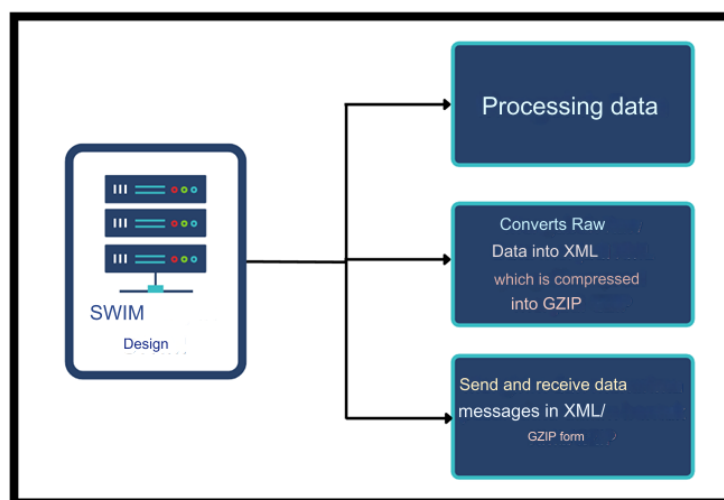 Processing data
SWIM
Design
Converts Raw
Data into XML
which is compressed
into GZIP
Send and receive data
messages in XML/
GZIP form